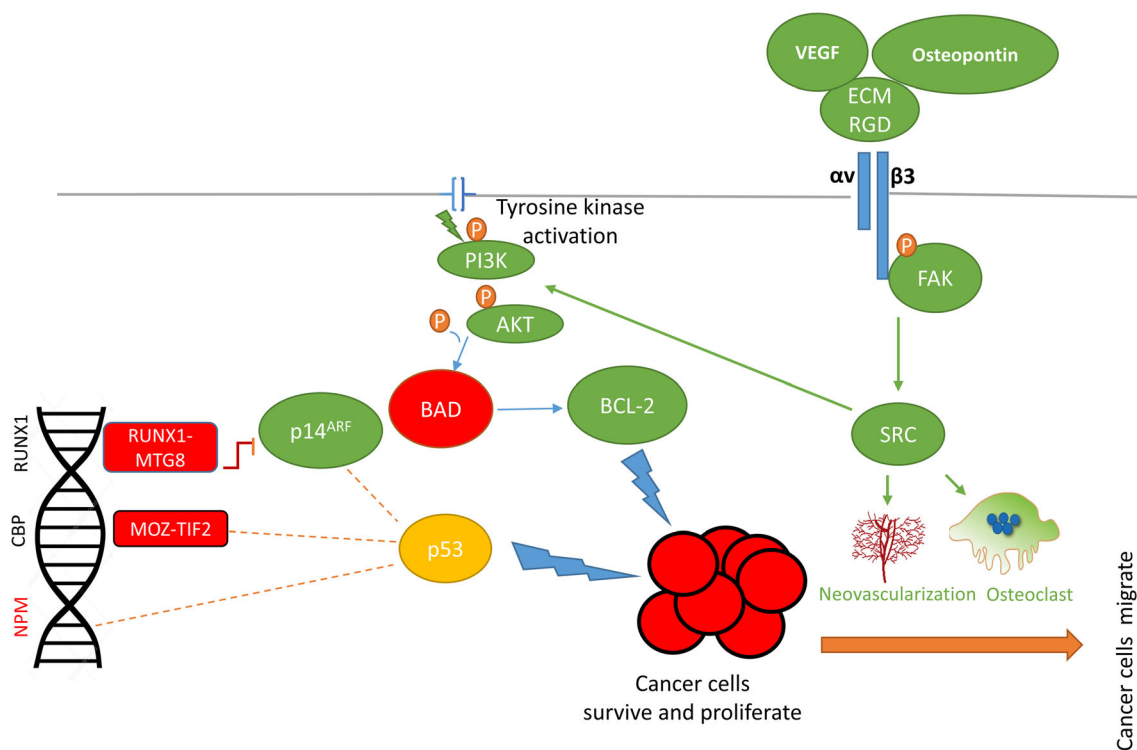 VEGF
Osteopontin
ECM
RGD
αv
β3
Tyrosine kinase
activation
P
PI3K
P
FAK
P
AKT
P
BAD
BCL-2
SRC
RUNX1
RUNX1-
MTG8
p14ARF
CBP
MOZ-TIF2
p53
NPM
Neovascularization
Osteoclast
Cancer cells
survive and proliferate
Cancer cells migrate